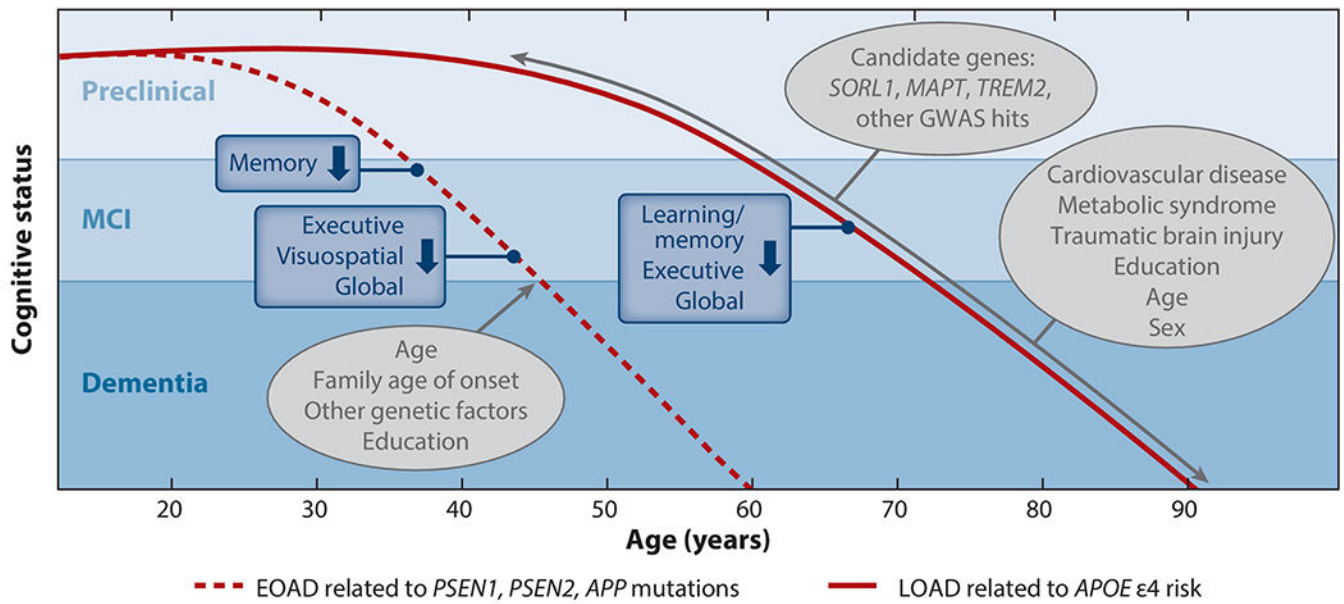 Cognitive status
Preclinical
MCI
Dementia
Memory
Executive
Visuospatial
Global
Age
Family age of onset
Other genetic factors
Education
Learning/
memory
Executive
Global
Candidate genes:
SORL1, MAPT, TREM2,
other GWAS hits
Cardiovascular disease
Metabolic syndrome
Traumatic brain injury
Education
Age
Sex
20 30 40 50 60 70 80 90
Age (years)
EOAD related to PSEN1, PSEN2, APP mutations
LOAD related to APOE ε4 risk